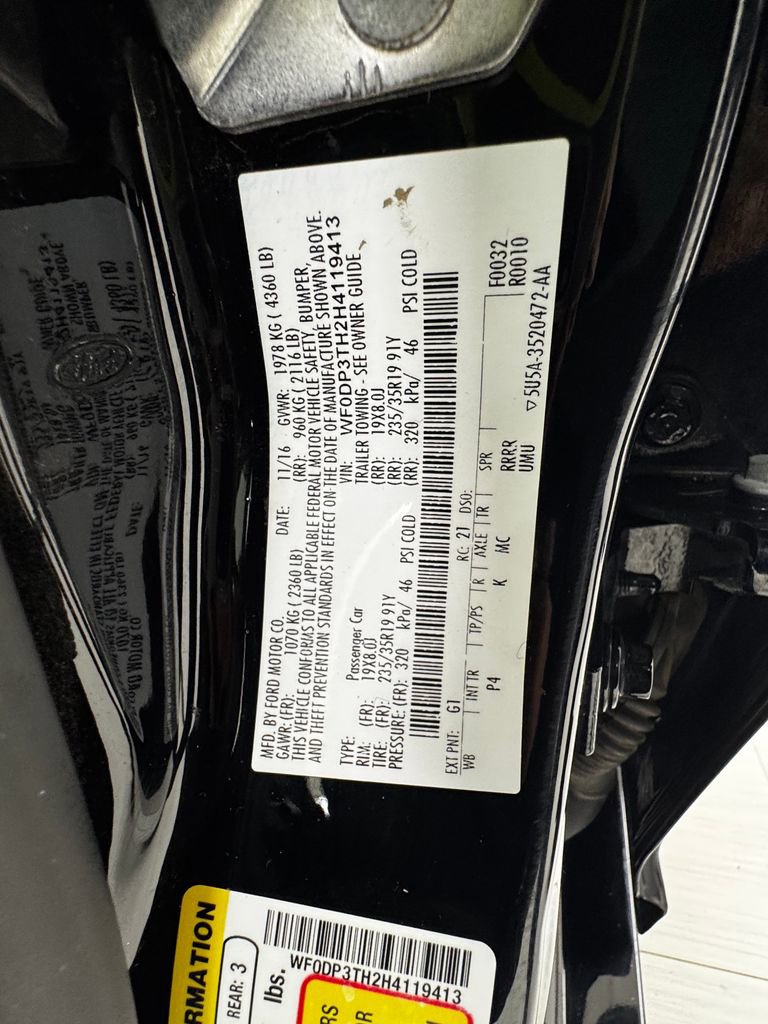 MFD. BY FORD MOTOR CO. DATE: 11/16 GVWR: 1978 KG ( 4360 LB)
GAWR: (FR): 1070 KG ( 2360 LB) (RR): 960 KG ( 2116 LB)
THIS VEHICLE CONFORMS TO ALL APPLICABLE FEDERAL MOTOR VEHICLE SAFETY, BUMPER,
AND THEFT PREVENTION STANDARDS IN EFFECT ON THE DATE OF MANUFACTURE SHOWN ABOVE.
VIN: WF0DP3TH2H4119413
TYPE: Passenger Car TRAILER TOWING - SEE OWNER GUIDE
RIM: (FR): 19X8.0J (RR): 19X8.0J
TIRE: (FR): 235/35R19 91Y (RR): 235/35R19 91Y
PRESSURE: (FR): 320 kPa/ 46 PSI COLD (RR): 320 kPa/ 46 PSI COLD
EXT PNT: G1 RC: 21 DSO: F0032
WB INT TR TP/PS R AXLE TR SPR R0010
P4 K MC RRRR
UMU
▽5U5A-3520472-AA
RMATION
REAR: 3
lbs.
WF0DP3TH2H4119413